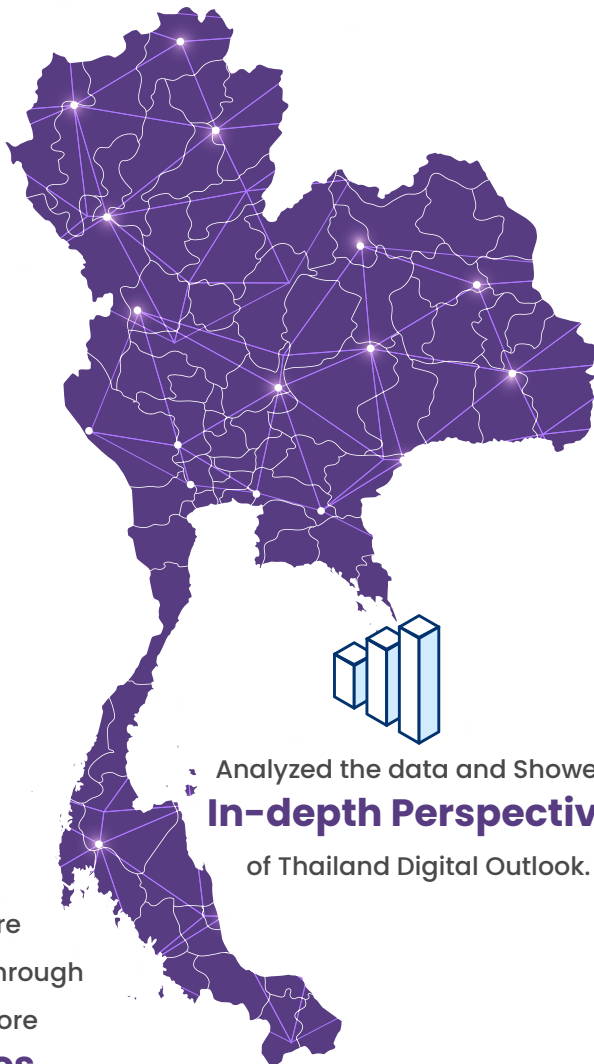 Analyzed the data and Showe
In-depth Perspectiv
of Thailand Digital Outlook.
re
hrough
ore